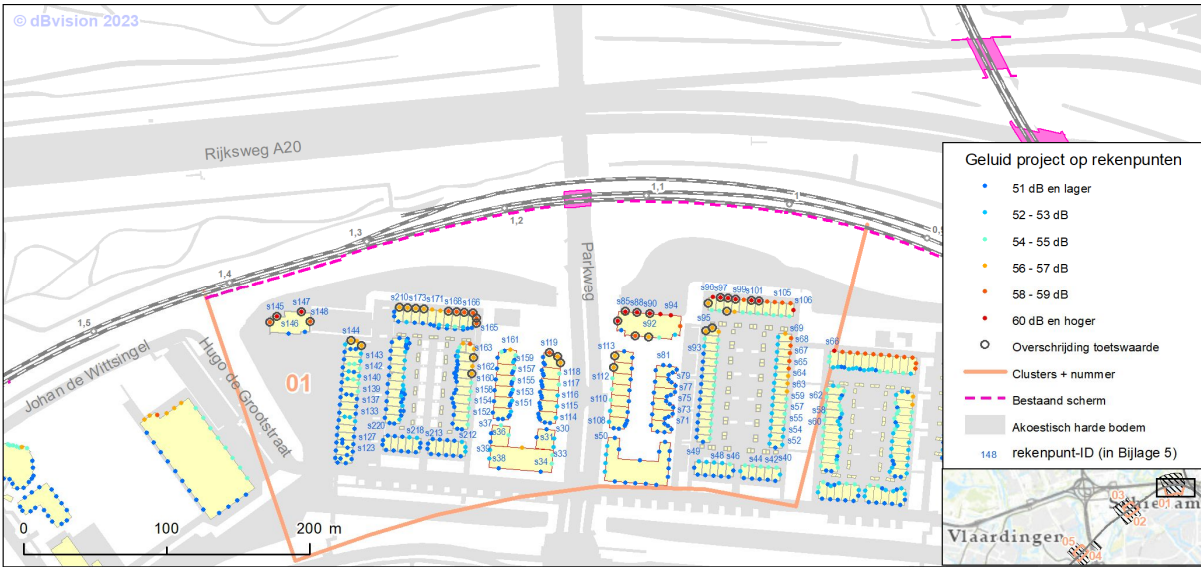 © dBvision 2023
Rijksweg A20
Parkweg
Johan de Wittsingel
Hugo de Grootstraat
01
1,5
1,4
1,3
1,2
1,1
1
s145
s147
s148
s146
s144
s143
s142
s140
s139
s137
s133
s127
s123
s210
s173
s171
s168
s166
s165
s163
s162
s160
s158
s154
s152
s220
s218
s213
s212
s161
s159
s157
s155
s153
s151
s37
s36
s39
s38
s31
s34
s33
s30
s119
s118
s117
s116
s115
s114
s113
s112
s110
s108
s50
s85
s88
s90
s94
s92
s81
s79
s77
s75
s73
s71
s96
s97
s99
s101
s105
s106
s95
s93
s69
s68
s67
s65
s64
s63
s59
s57
s55
s54
s52
s49
s48
s46
s44
s42
s40
s66
s62
s58
s60
0
100
200 m
Geluid project op rekenpunten
51 dB en lager
52 - 53 dB
54 - 55 dB
56 - 57 dB
58 - 59 dB
60 dB en hoger
Overschrijding toetswaarde
Clusters + nummer
Bestaand scherm
Akoestisch harde bodem
148 rekenpunt-ID (in Bijlage 5)
Vlaardingen
03
02
01
05
04